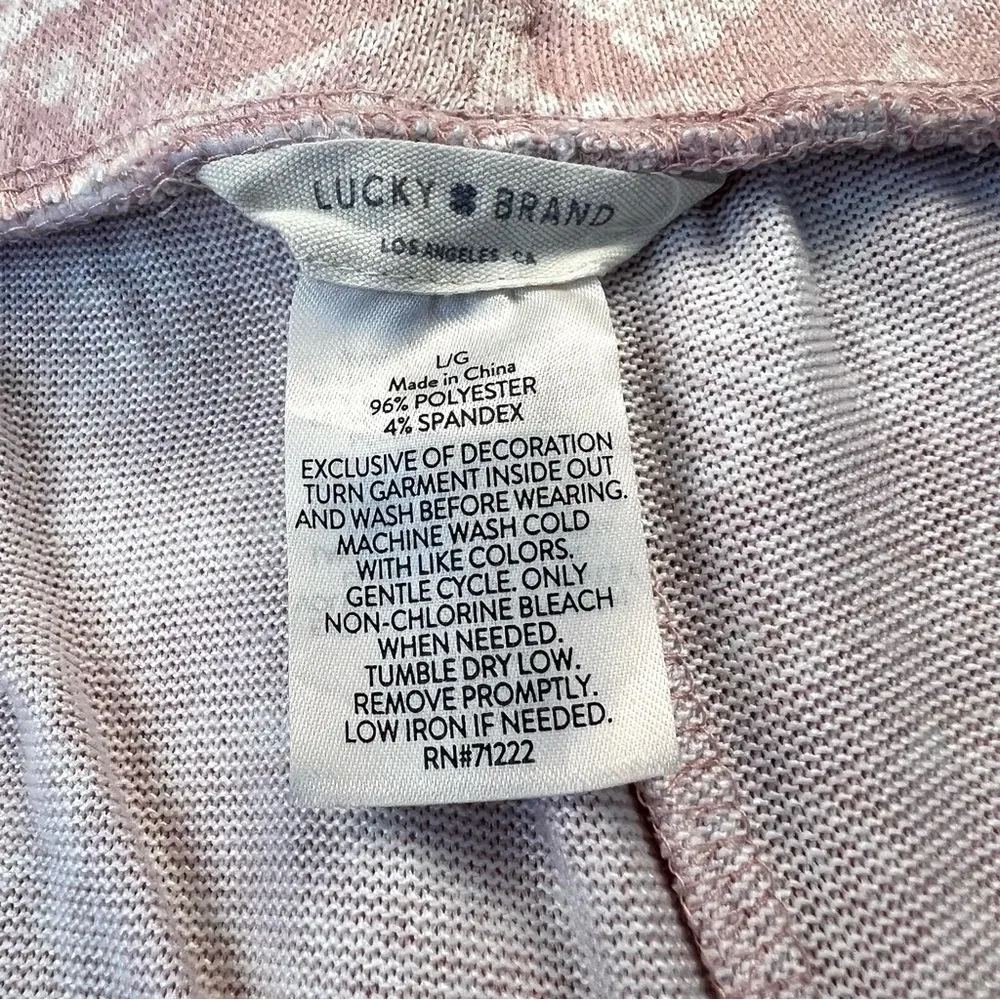 LUCKY BRAND
LOS ANGELES, CA
L/G
Made in China
96% POLYESTER
4% SPANDEX
EXCLUSIVE OF DECORATION
TURN GARMENT INSIDE OUT
AND WASH BEFORE WEARING.
MACHINE WASH COLD
WITH LIKE COLORS.
GENTLE CYCLE. ONLY
NON-CHLORINE BLEACH
WHEN NEEDED.
TUMBLE DRY LOW.
REMOVE PROMPTLY.
LOW IRON IF NEEDED.
RN#71222